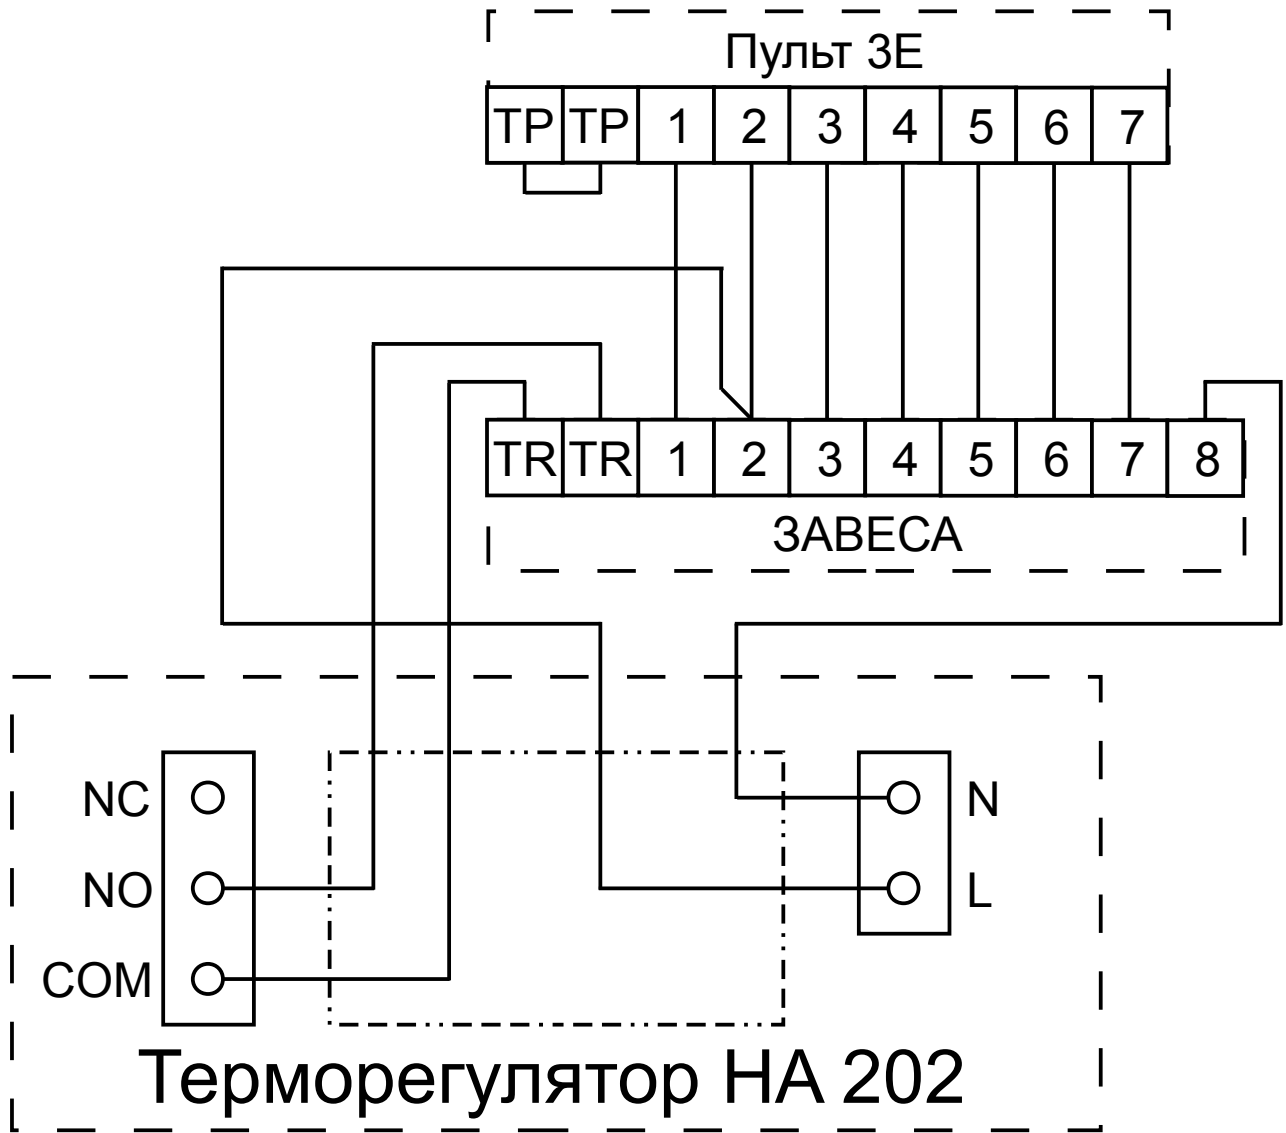 Пульт 3Е
ТР ТР 1 2 3 4 5 6 7
TR TR 1 2 3 4 5 6 7 8
ЗАВЕСА
NC N
NO L
COM
Терморегулятор НА 202